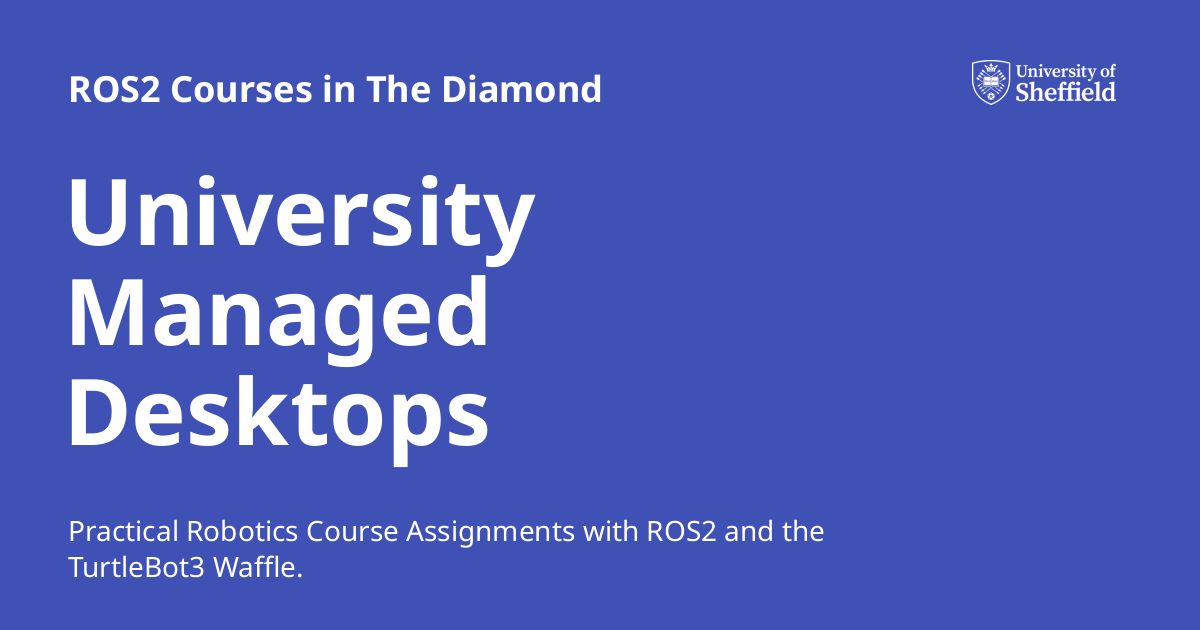 ROS2 Courses in The Diamond
University of
Sheffield
University
Managed
Desktops
Practical Robotics Course Assignments with ROS2 and the
TurtleBot3 Waffle.